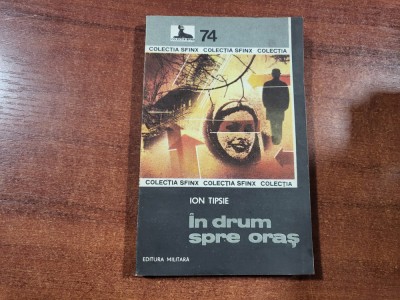 74
COLECȚIA SFINX COLECȚIA SFINX COLECȚIA
COLECȚIA SFINX COLECȚIA SFINX COLECȚIA
ION TIPSIE
În drum
spre oraș
EDITURA MILITARĂ